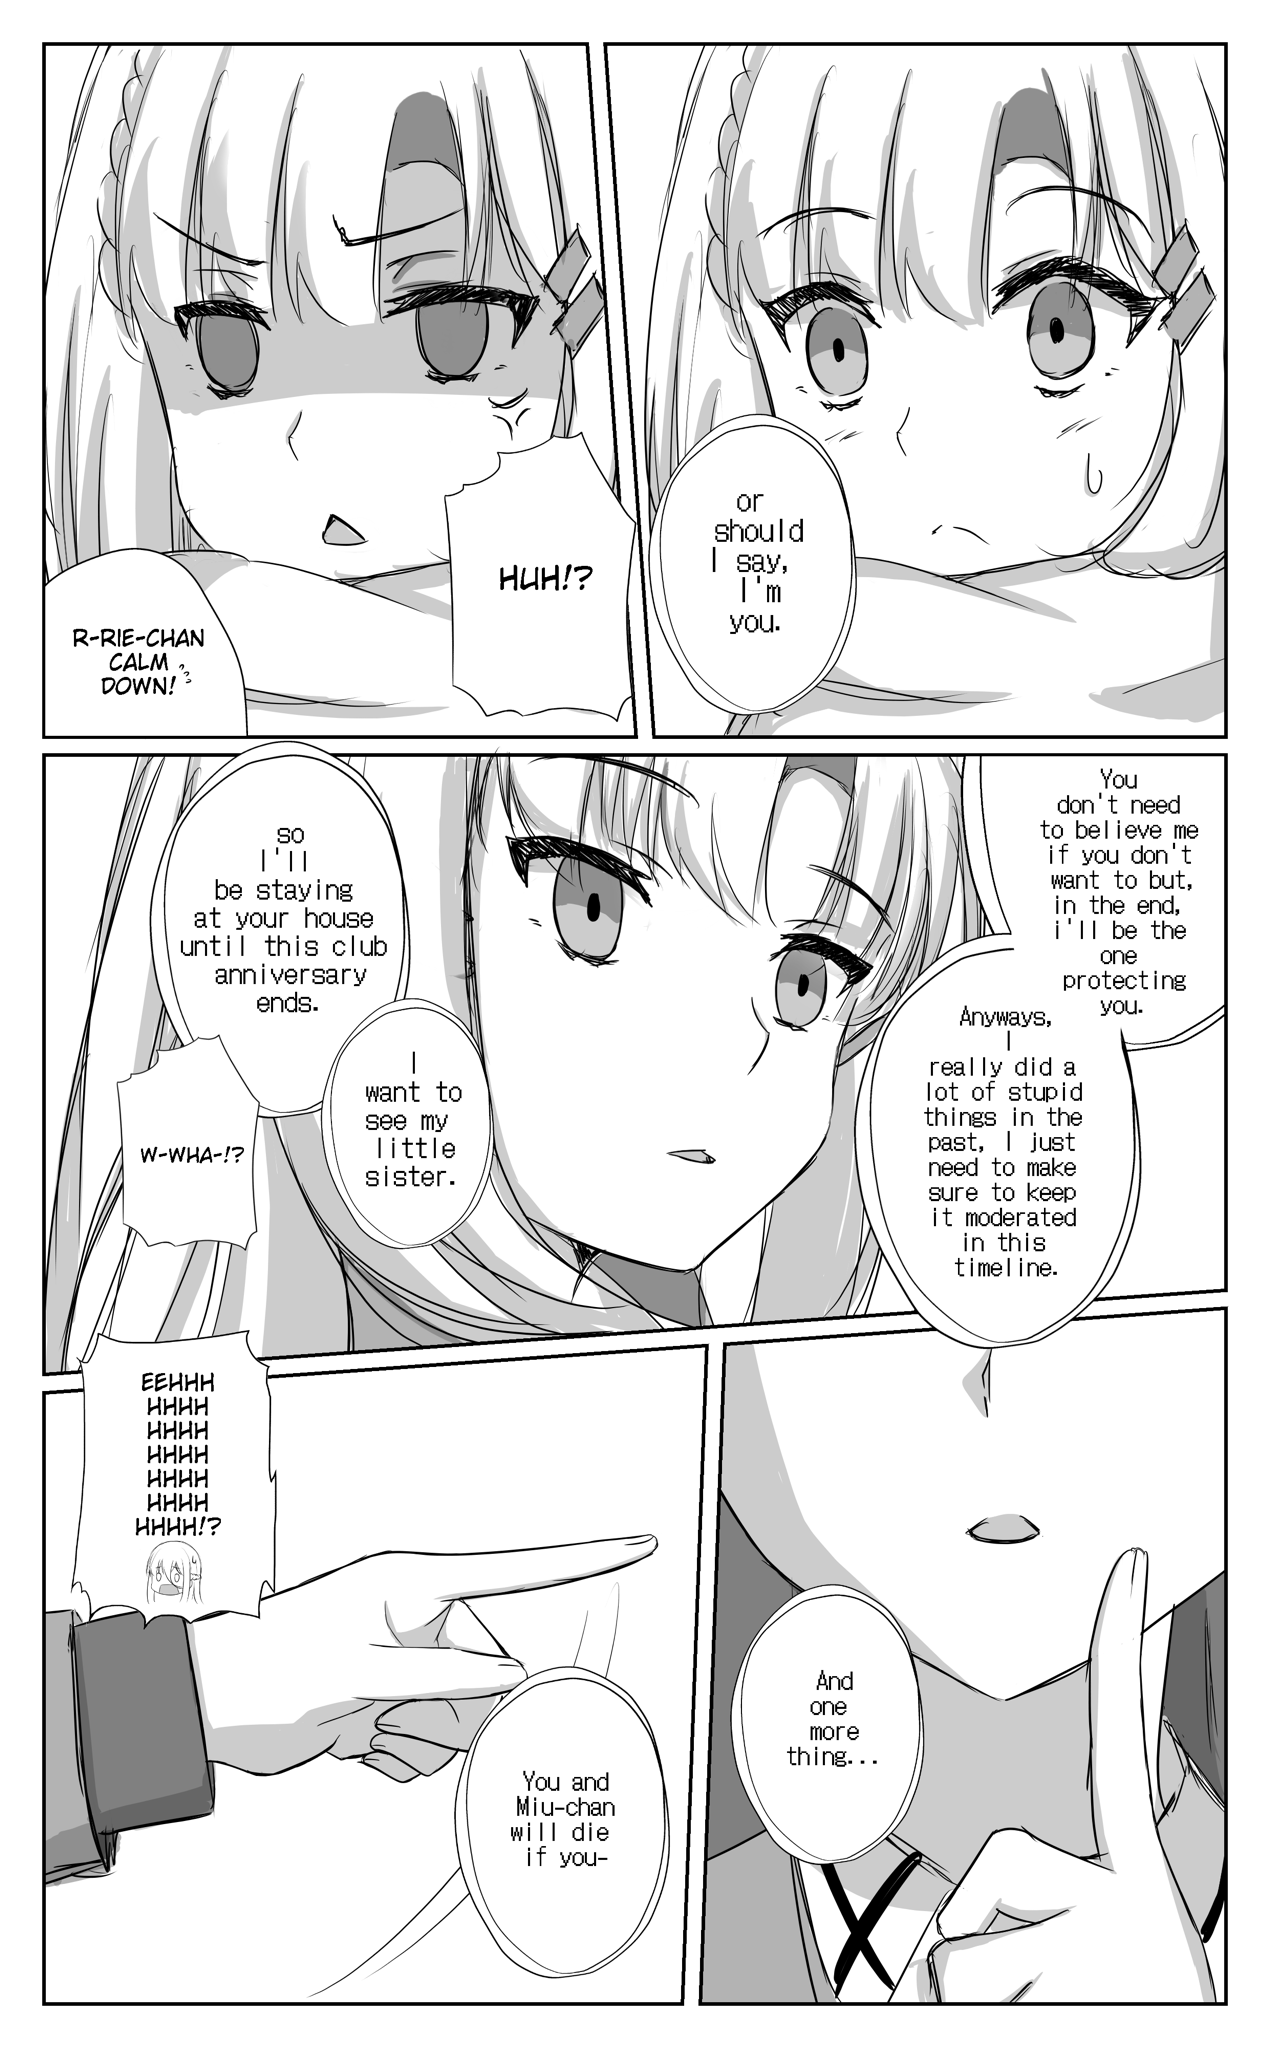 or
should
I say,
I'm
you.
HUH!?
R-RIE-CHAN
CALM
DOWN!
You
don't need
to believe me
if you don't
want to but,
in the end,
i'll be the
one
protecting
you.
Anyways,
I
really did a
lot of stupid
things in the
past, I just
need to make
sure to keep
it moderated
in this
timeline.
so
I'll
be staying
at your house
until this club
anniversary
ends.
I
want to
see my
little
sister.
W-WHA-!?
And
one
more
thing...
EEHHH
HHHH
HHHH
HHHH
HHHH
HHHH
HHHH!?
You and
Miu-chan
will die
if you-